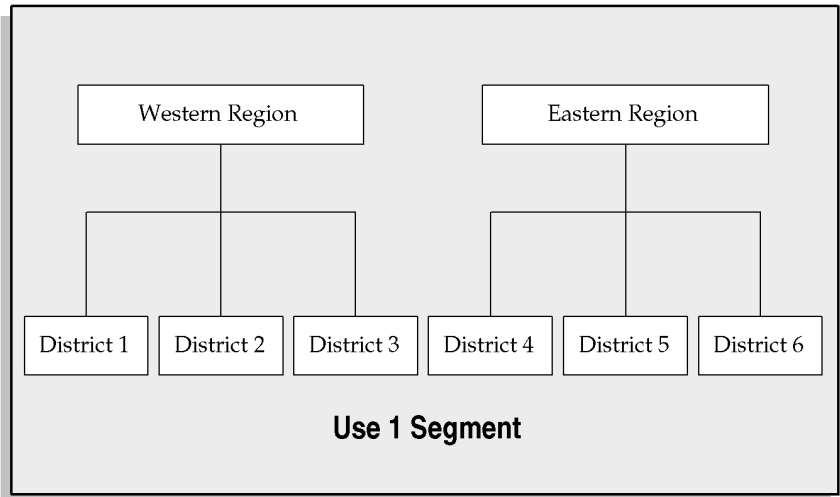 Western Region
Eastern Region
District 1
District 2
District 3
District 4
District 5
District 6
Use 1 Segment